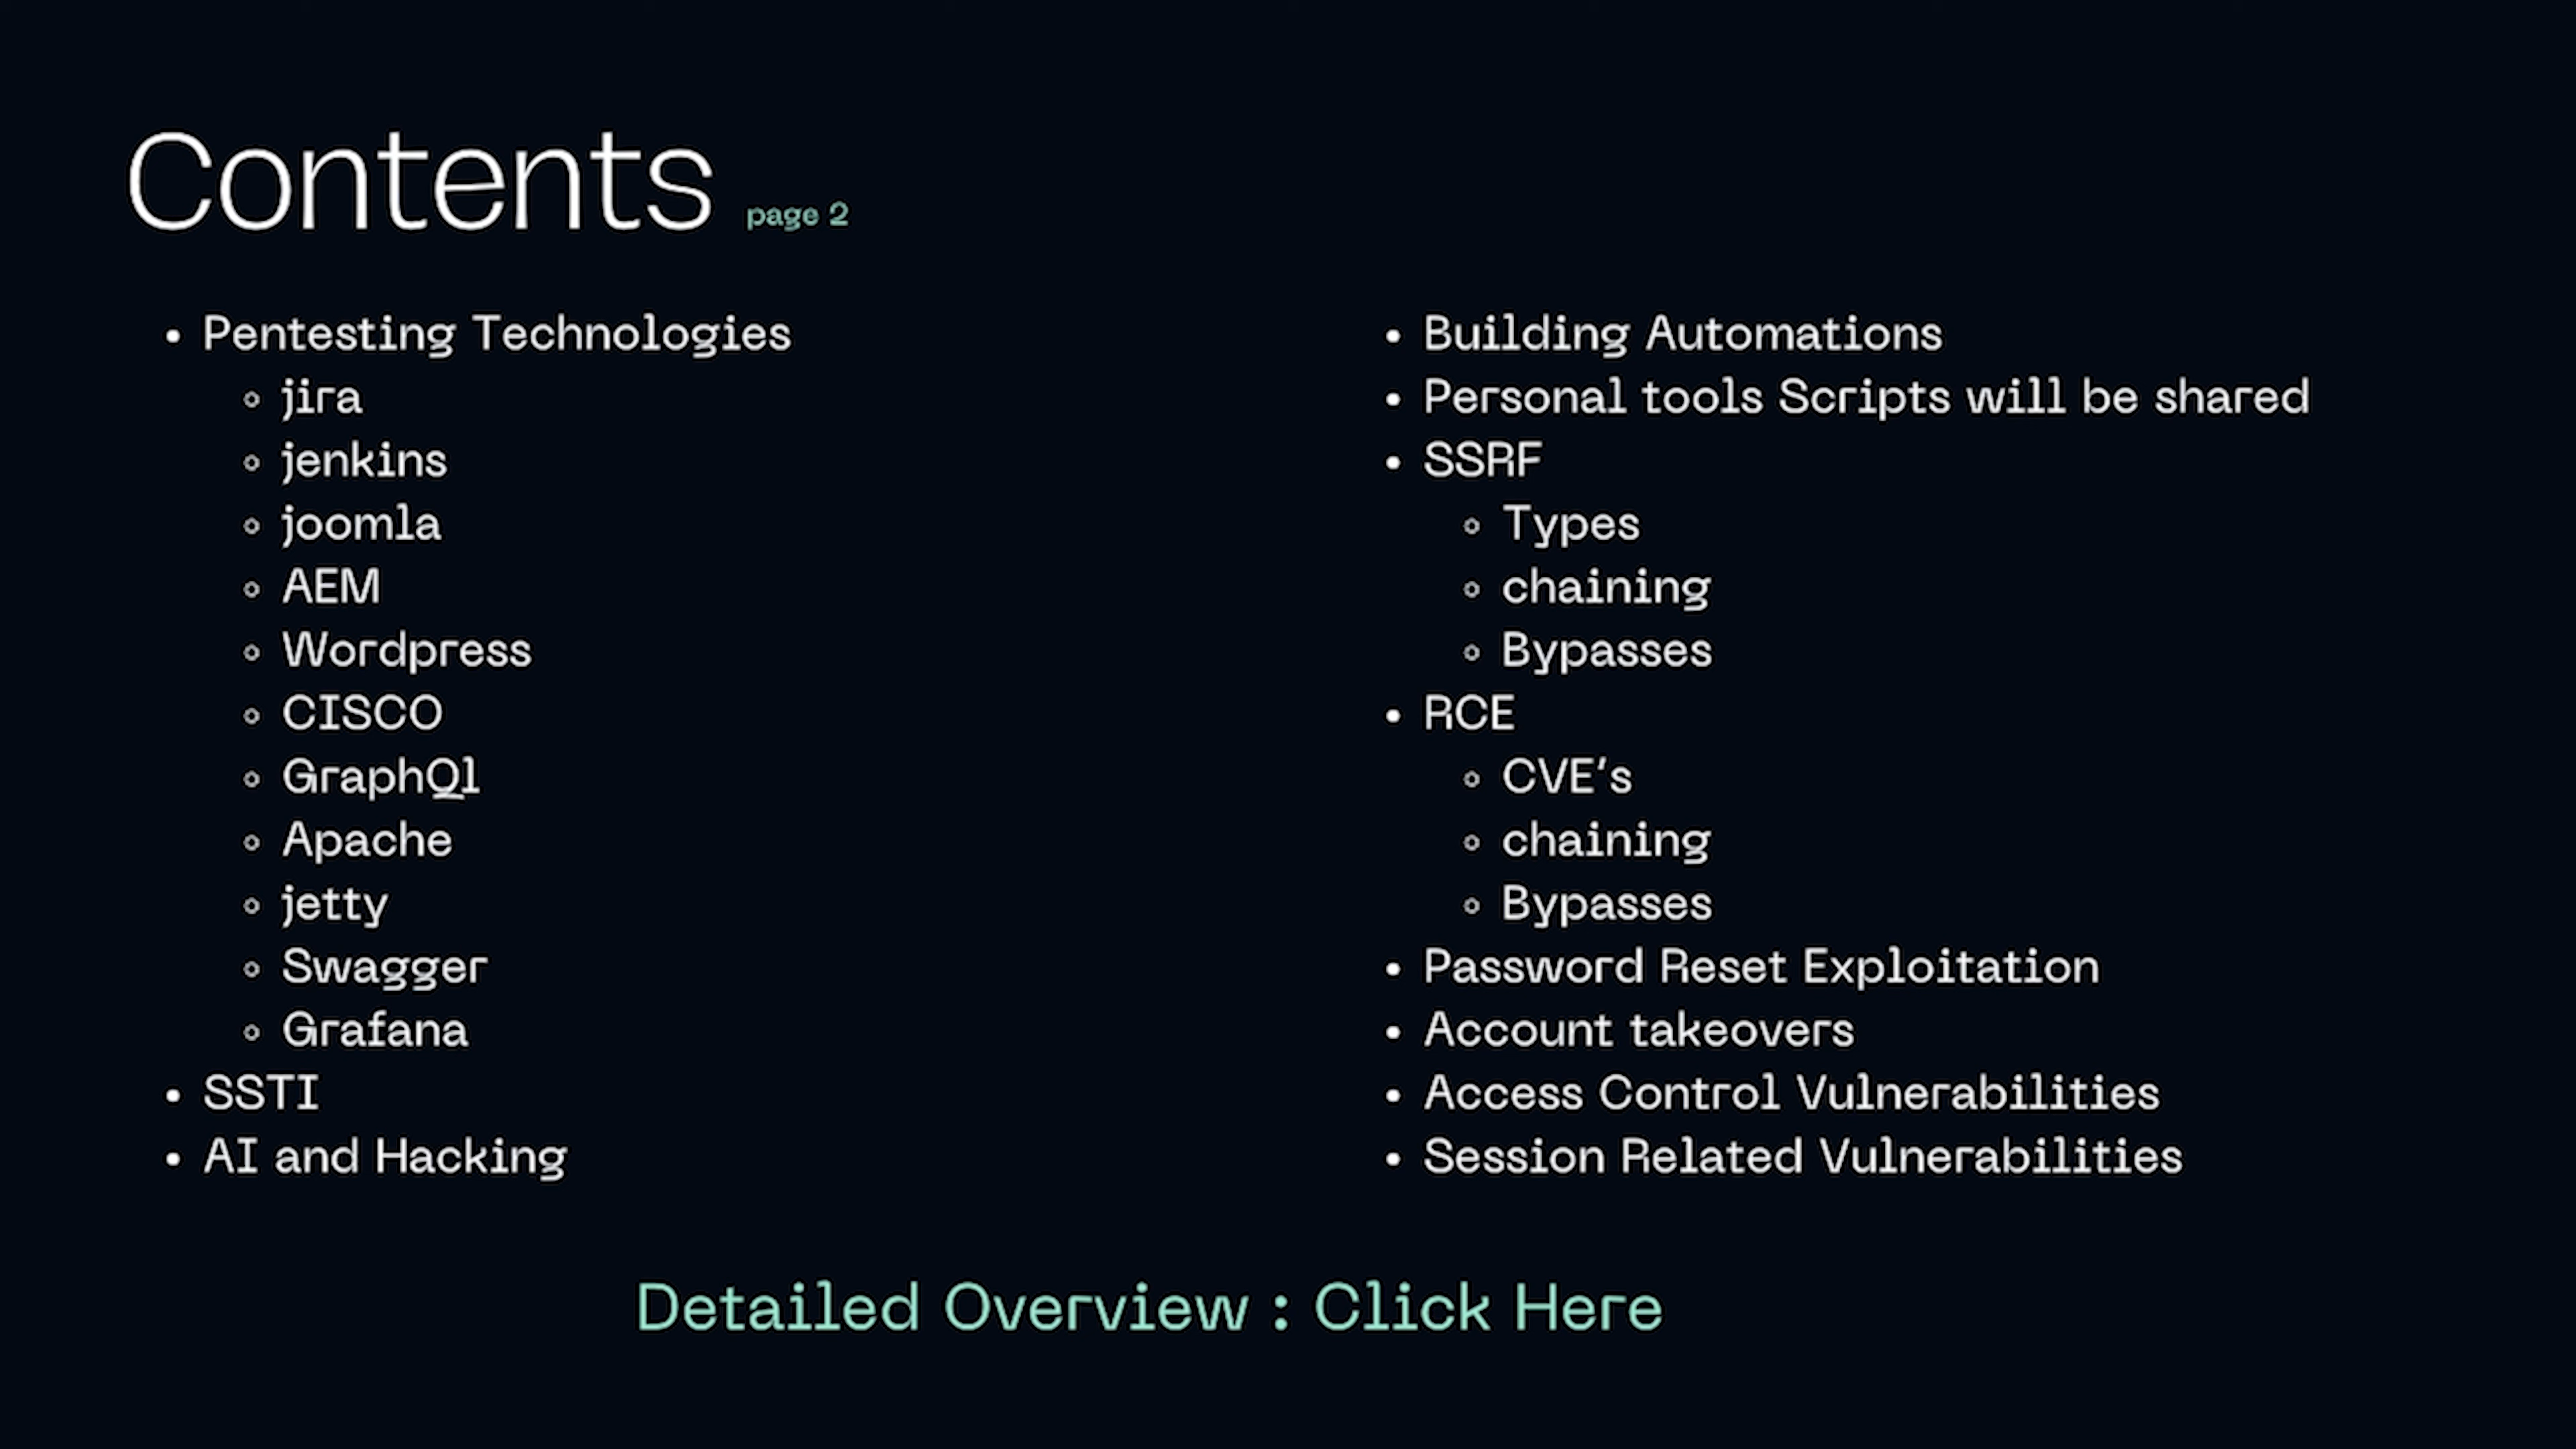 Contents page 2
Pentesting Technologies
jira
jenkins
joomla
AEM
Wordpress
CISCO
GraphQl
Apache
jetty
Swagger
Grafana
SSTI
AI and Hacking
Building Automations
Personal tools Scripts will be shared
SSRF
Types
chaining
Bypasses
RCE
CVE's
chaining
Bypasses
Password Reset Exploitation
Account takeovers
Access Control Vulnerabilities
Session Related Vulnerabilities
Detailed Overview : Click Here